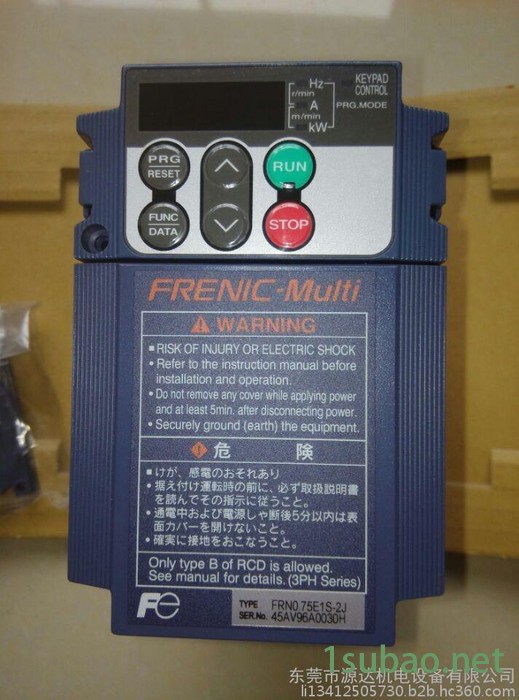 Hz
r/min
A
m/min
kW
KEYPAD
CONTROL
PRG.MODE
PRG
RESET
RUN
FUNC
DATA
STOP
FRENIC-Multi
WARNING
■ RISK OF INJURY OR ELECTRIC SHOCK
• Refer to the instruction manual before
installation and operation.
• Do not remove any cover while applying power
and at least 5min. after disconnecting power.
• Securely ground (earth) the equipment.
危 険
■ けが、感電のおそれあり
• 据え付け運転時の前に、必ず取扱説明書
を読んでその指示に従うこと。
• 通電中および電源しゃ断後5分以内は表
面カバーを開けないこと。
• 確実に接地をおこなうこと。
Only type B of RCD is allowed.
See manual for details. (3PH Series)
Fe
TYPE FRN0.75E1S-2J
SER.No. 45AV96A0030H
1subao.net
东莞市源达机电设备有限公司
li13412505730.b2b.hc360.com